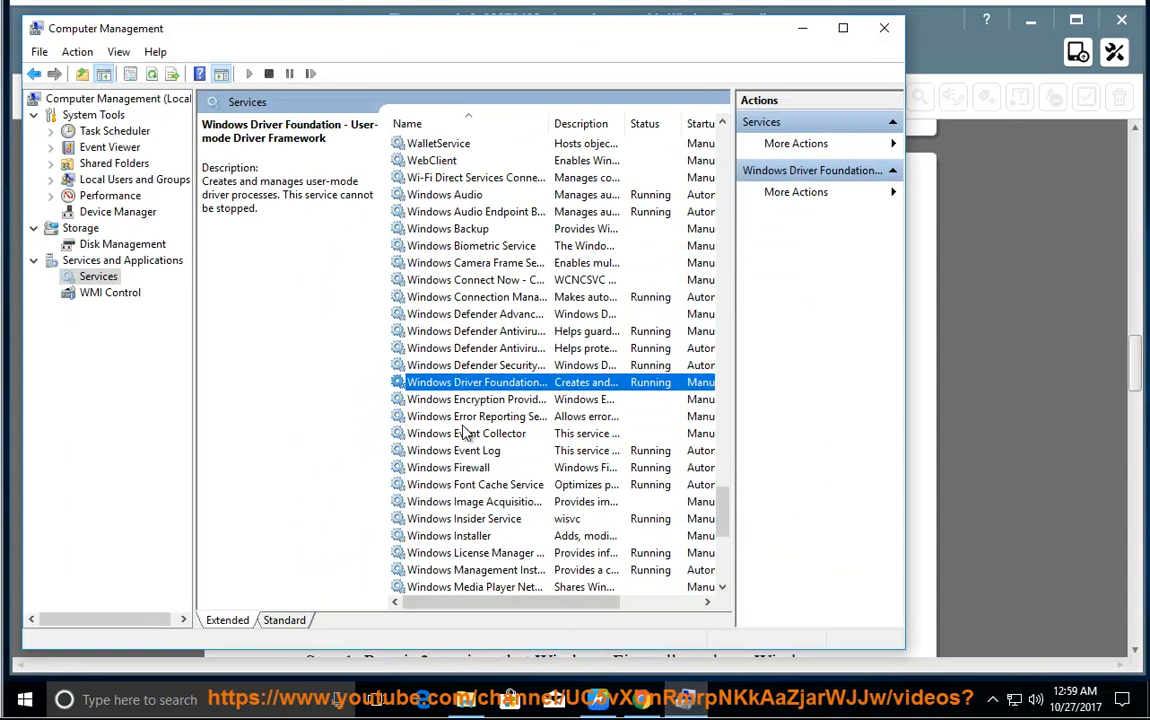 Computer Management
File Action View Help
Computer Management (Local
System Tools
Task Scheduler
Event Viewer
Shared Folders
Local Users and Groups
Performance
Device Manager
Storage
Disk Management
Services and Applications
Services
WMI Control
Services
Windows Driver Foundation - User-
mode Driver Framework
Description:
Creates and manages user-mode
driver processes. This service cannot
be stopped.
Name Description Status Startu
WalletService Hosts objec... Manu
WebClient Enables Win... Manu
Wi-Fi Direct Services Conne... Manages co... Manu
Windows Audio Manages au... Running Autor
Windows Audio Endpoint B... Manages au... Running Autor
Windows Backup Provides Wi... Manu
Windows Biometric Service The Windo... Manu
Windows Camera Frame Se... Enables mul... Manu
Windows Connect Now - C... WCNCSVC ... Manu
Windows Connection Mana... Makes auto... Running Autor
Windows Defender Advanc... Windows D... Manu
Windows Defender Antiviru... Helps guard... Running Manu
Windows Defender Antiviru... Helps prote... Running Autor
Windows Defender Security... Windows D... Running Autor
Windows Driver Foundation... Creates and... Running Manu
Windows Encryption Provid... Windows E... Manu
Windows Error Reporting Se... Allows error... Manu
Windows Event Collector This service ... Manu
Windows Event Log This service ... Running Autor
Windows Firewall Windows Fi... Running Autor
Windows Font Cache Service Optimizes p... Running Autor
Windows Image Acquisitio... Provides im... Manu
Windows Insider Service wisvc Running Manu
Windows Installer Adds, modi... Manu
Windows License Manager ... Provides inf... Running Manu
Windows Management Inst... Provides a c... Running Autor
Windows Media Player Net... Shares Win... Manu
Extended Standard
Actions
Services
More Actions
Windows Driver Foundation...
More Actions
Type here to search
12:59 AM
10/27/2017